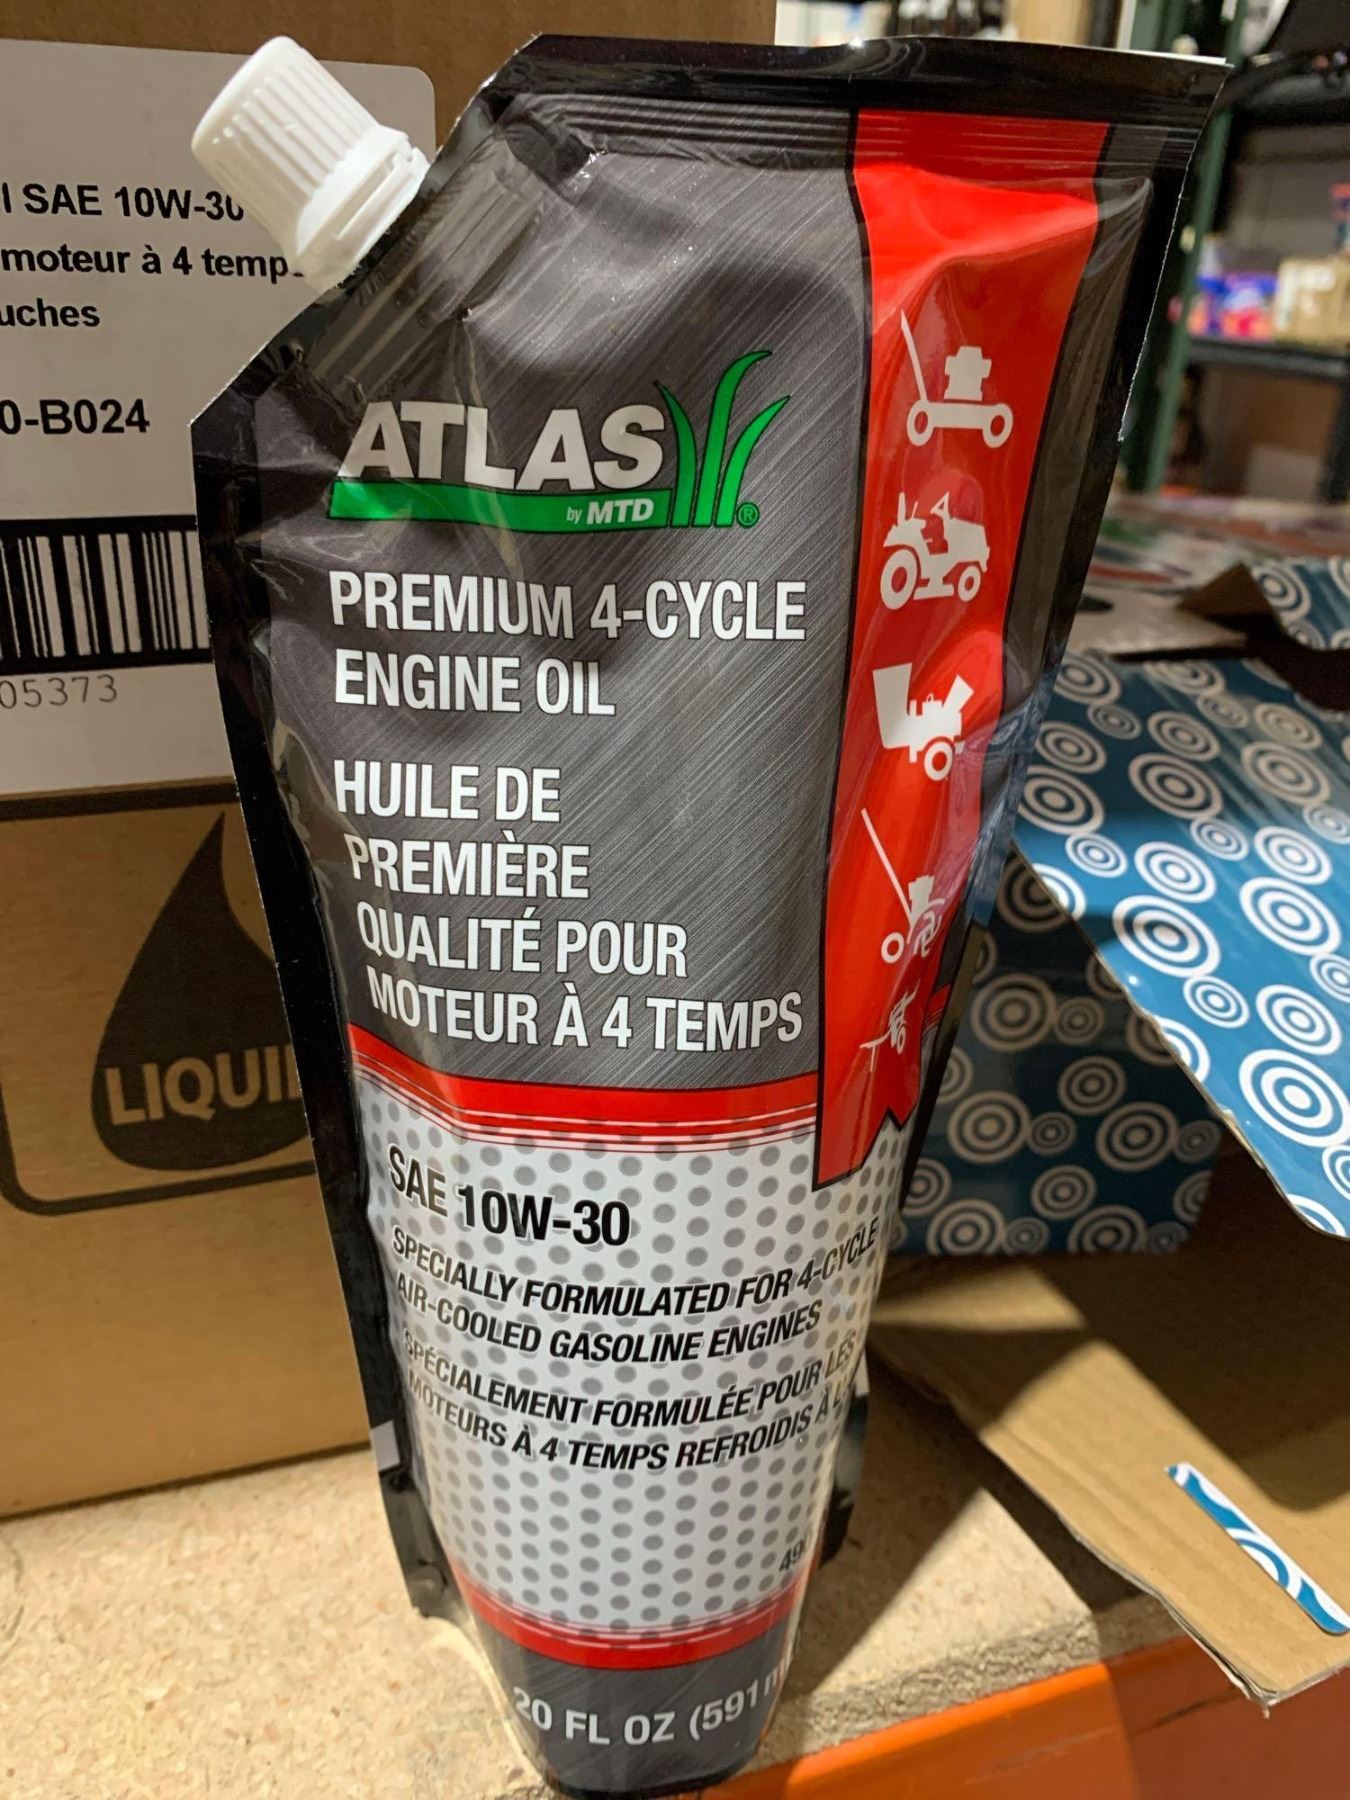 SAE 10W-30
moteur à 4
uches
0-B024
05373
LIQUI
ATLAS
by MTD
®
PREMIUM 4-CYCLE
ENGINE OIL
HUILE DE
PREMIÈRE
QUALITÉ POUR
MOTEUR À 4 TEMPS
SAE 10W-30
SPECIALLY FORMULATED FOR 4-CYCLE
AIR-COOLED GASOLINE ENGINES
SPÉCIALEMENT FORMULÉE POUR LES
MOTEURS À 4 TEMPS REFROIDIS À
20 FL OZ (591